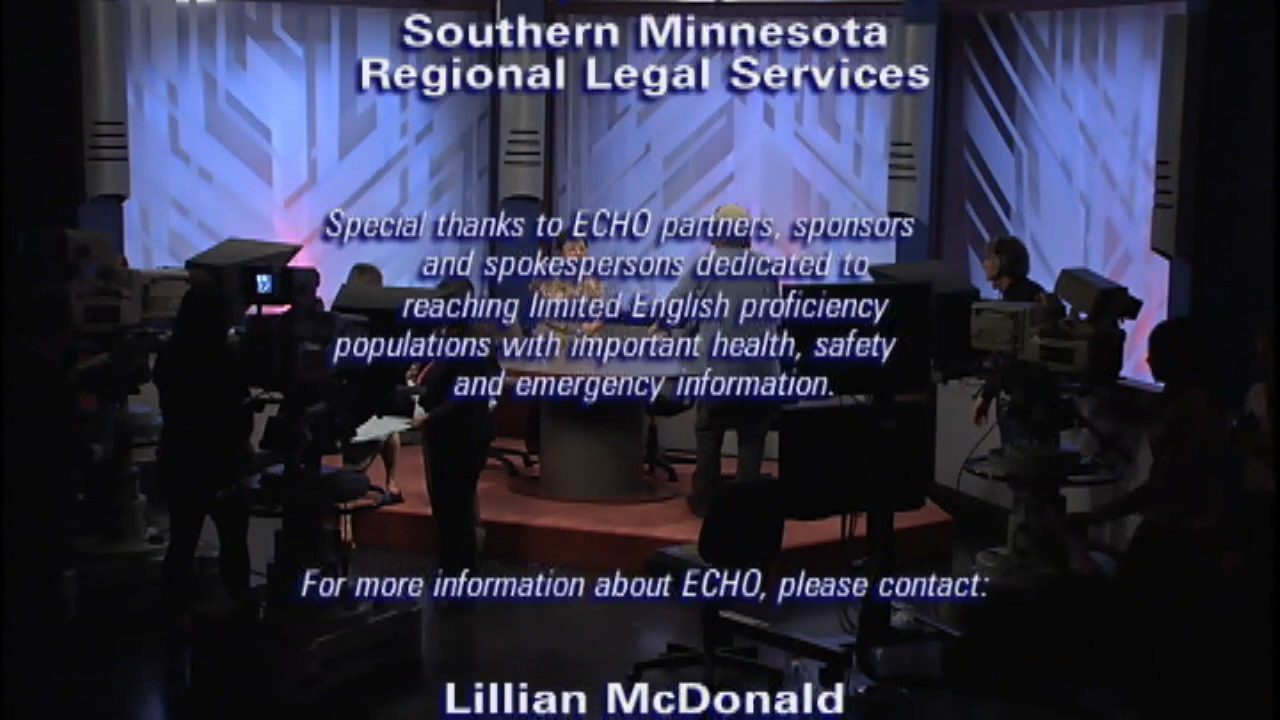 Southern Minnesota
Regional Legal Services
Special thanks to ECHO partners, sponsors
and spokespersons dedicated to
reaching limited English proficiency
populations with important health, safety
and emergency information.
For more information about ECHO, please contact:
Lillian McDonald